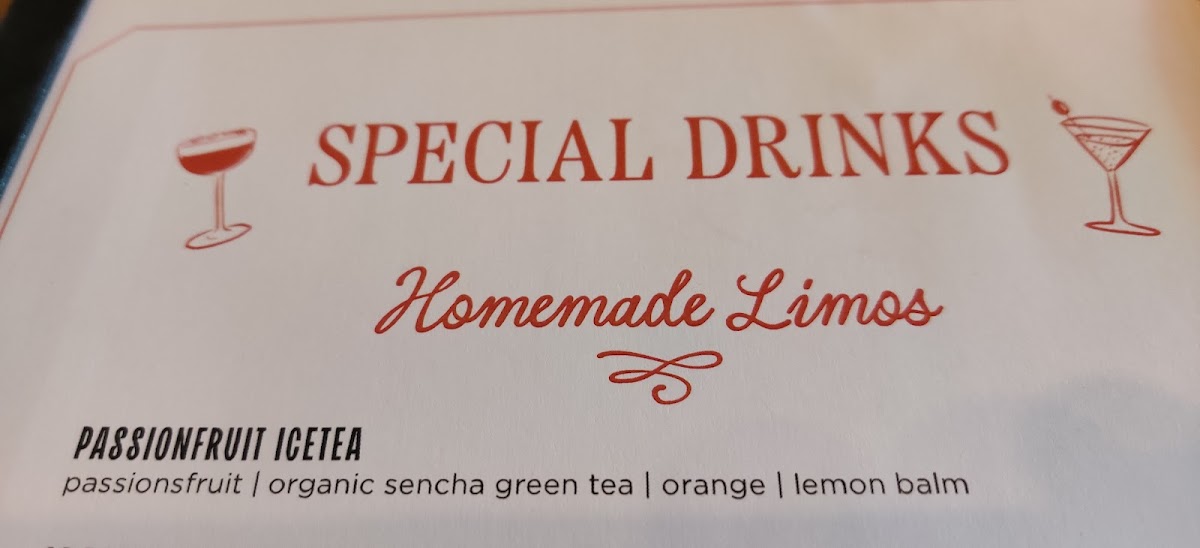 SPECIAL DRINKS
Homemade Limos
PASSIONFRUIT ICETEA
passionsfruit | organic sencha green tea | orange | lemon balm